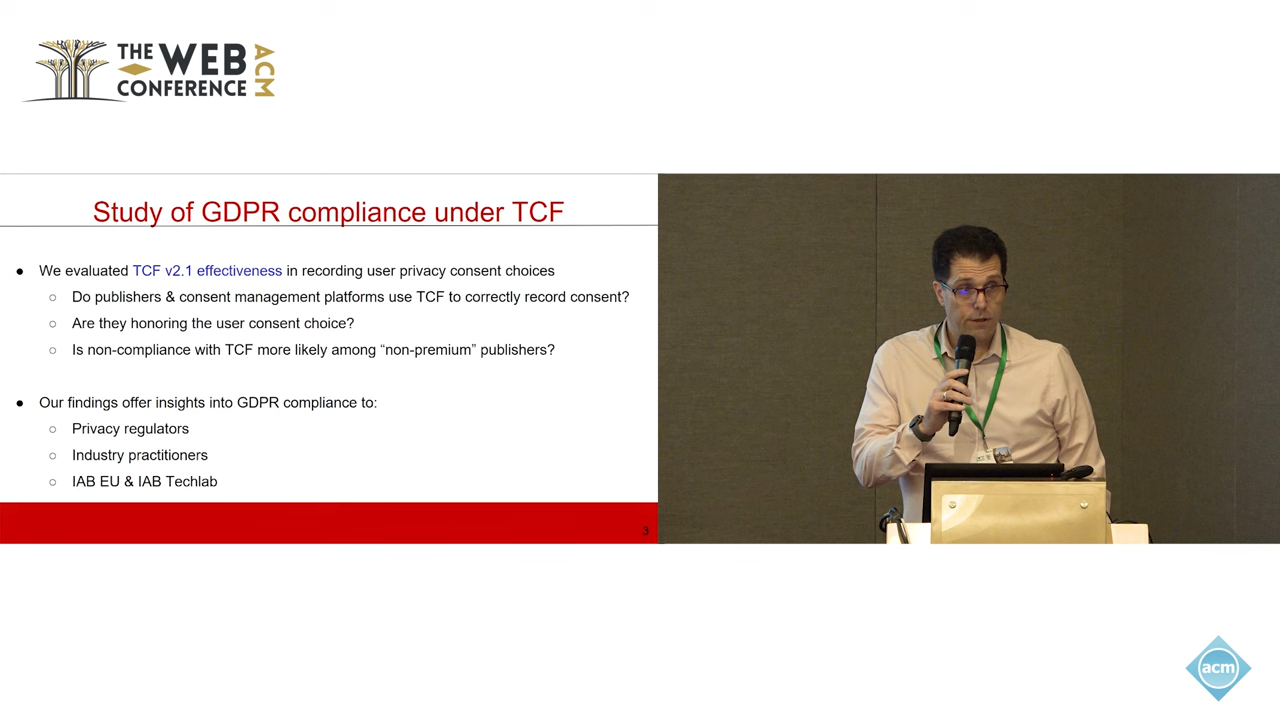 THE WEB
CONFERENCE
ACM
Study of GDPR compliance under TCF
● We evaluated TCF v2.1 effectiveness in recording user privacy consent choices
○ Do publishers & consent management platforms use TCF to correctly record consent?
○ Are they honoring the user consent choice?
○ Is non-compliance with TCF more likely among “non-premium” publishers?
● Our findings offer insights into GDPR compliance to:
○ Privacy regulators
○ Industry practitioners
○ IAB EU & IAB Techlab
3
acm